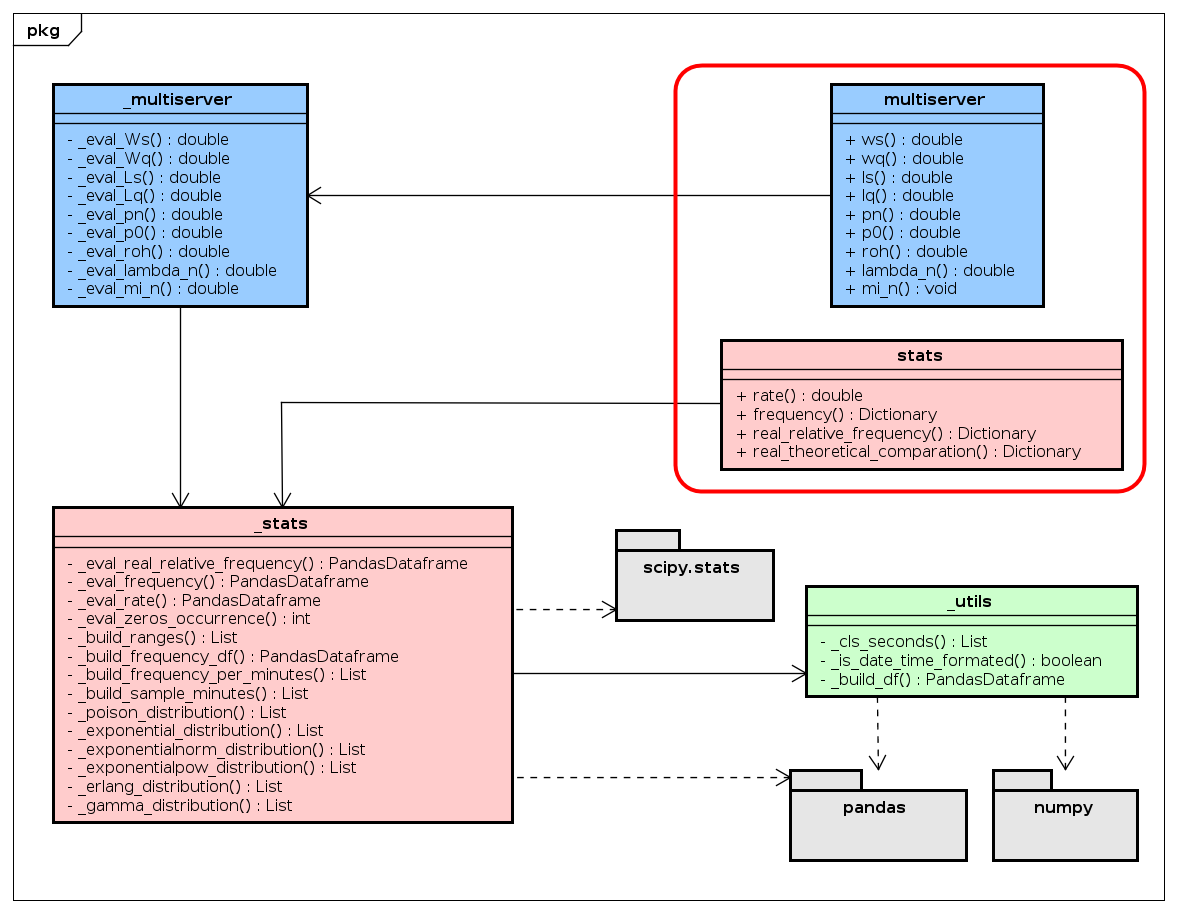 pkg
_multiserver
- _eval_Ws() : double
- _eval_Wq() : double
- _eval_Ls() : double
- _eval_Lq() : double
- _eval_pn() : double
- _eval_p0() : double
- _eval_roh() : double
- _eval_lambda_n() : double
- _eval_mi_n() : double
multiserver
+ ws() : double
+ wq() : double
+ ls() : double
+ lq() : double
+ pn() : double
+ p0() : double
+ roh() : double
+ lambda_n() : double
+ mi_n() : void
stats
+ rate() : double
+ frequency() : Dictionary
+ real_relative_frequency() : Dictionary
+ real_theoretical_comparation() : Dictionary
_stats
- _eval_real_relative_frequency() : PandasDataframe
- _eval_frequency() : PandasDataframe
- _eval_rate() : PandasDataframe
- _eval_zeros_occurrence() : int
- _build_ranges() : List
- _build_frequency_df() : PandasDataframe
- _build_frequency_per_minutes() : List
- _build_sample_minutes() : List
- _poison_distribution() : List
- _exponential_distribution() : List
- _exponentialnorm_distribution() : List
- _exponentialpow_distribution() : List
- _erlang_distribution() : List
- _gamma_distribution() : List
scipy.stats
_utils
- _cls_seconds() : List
- _is_date_time_formated() : boolean
- _build_df() : PandasDataframe
pandas
numpy